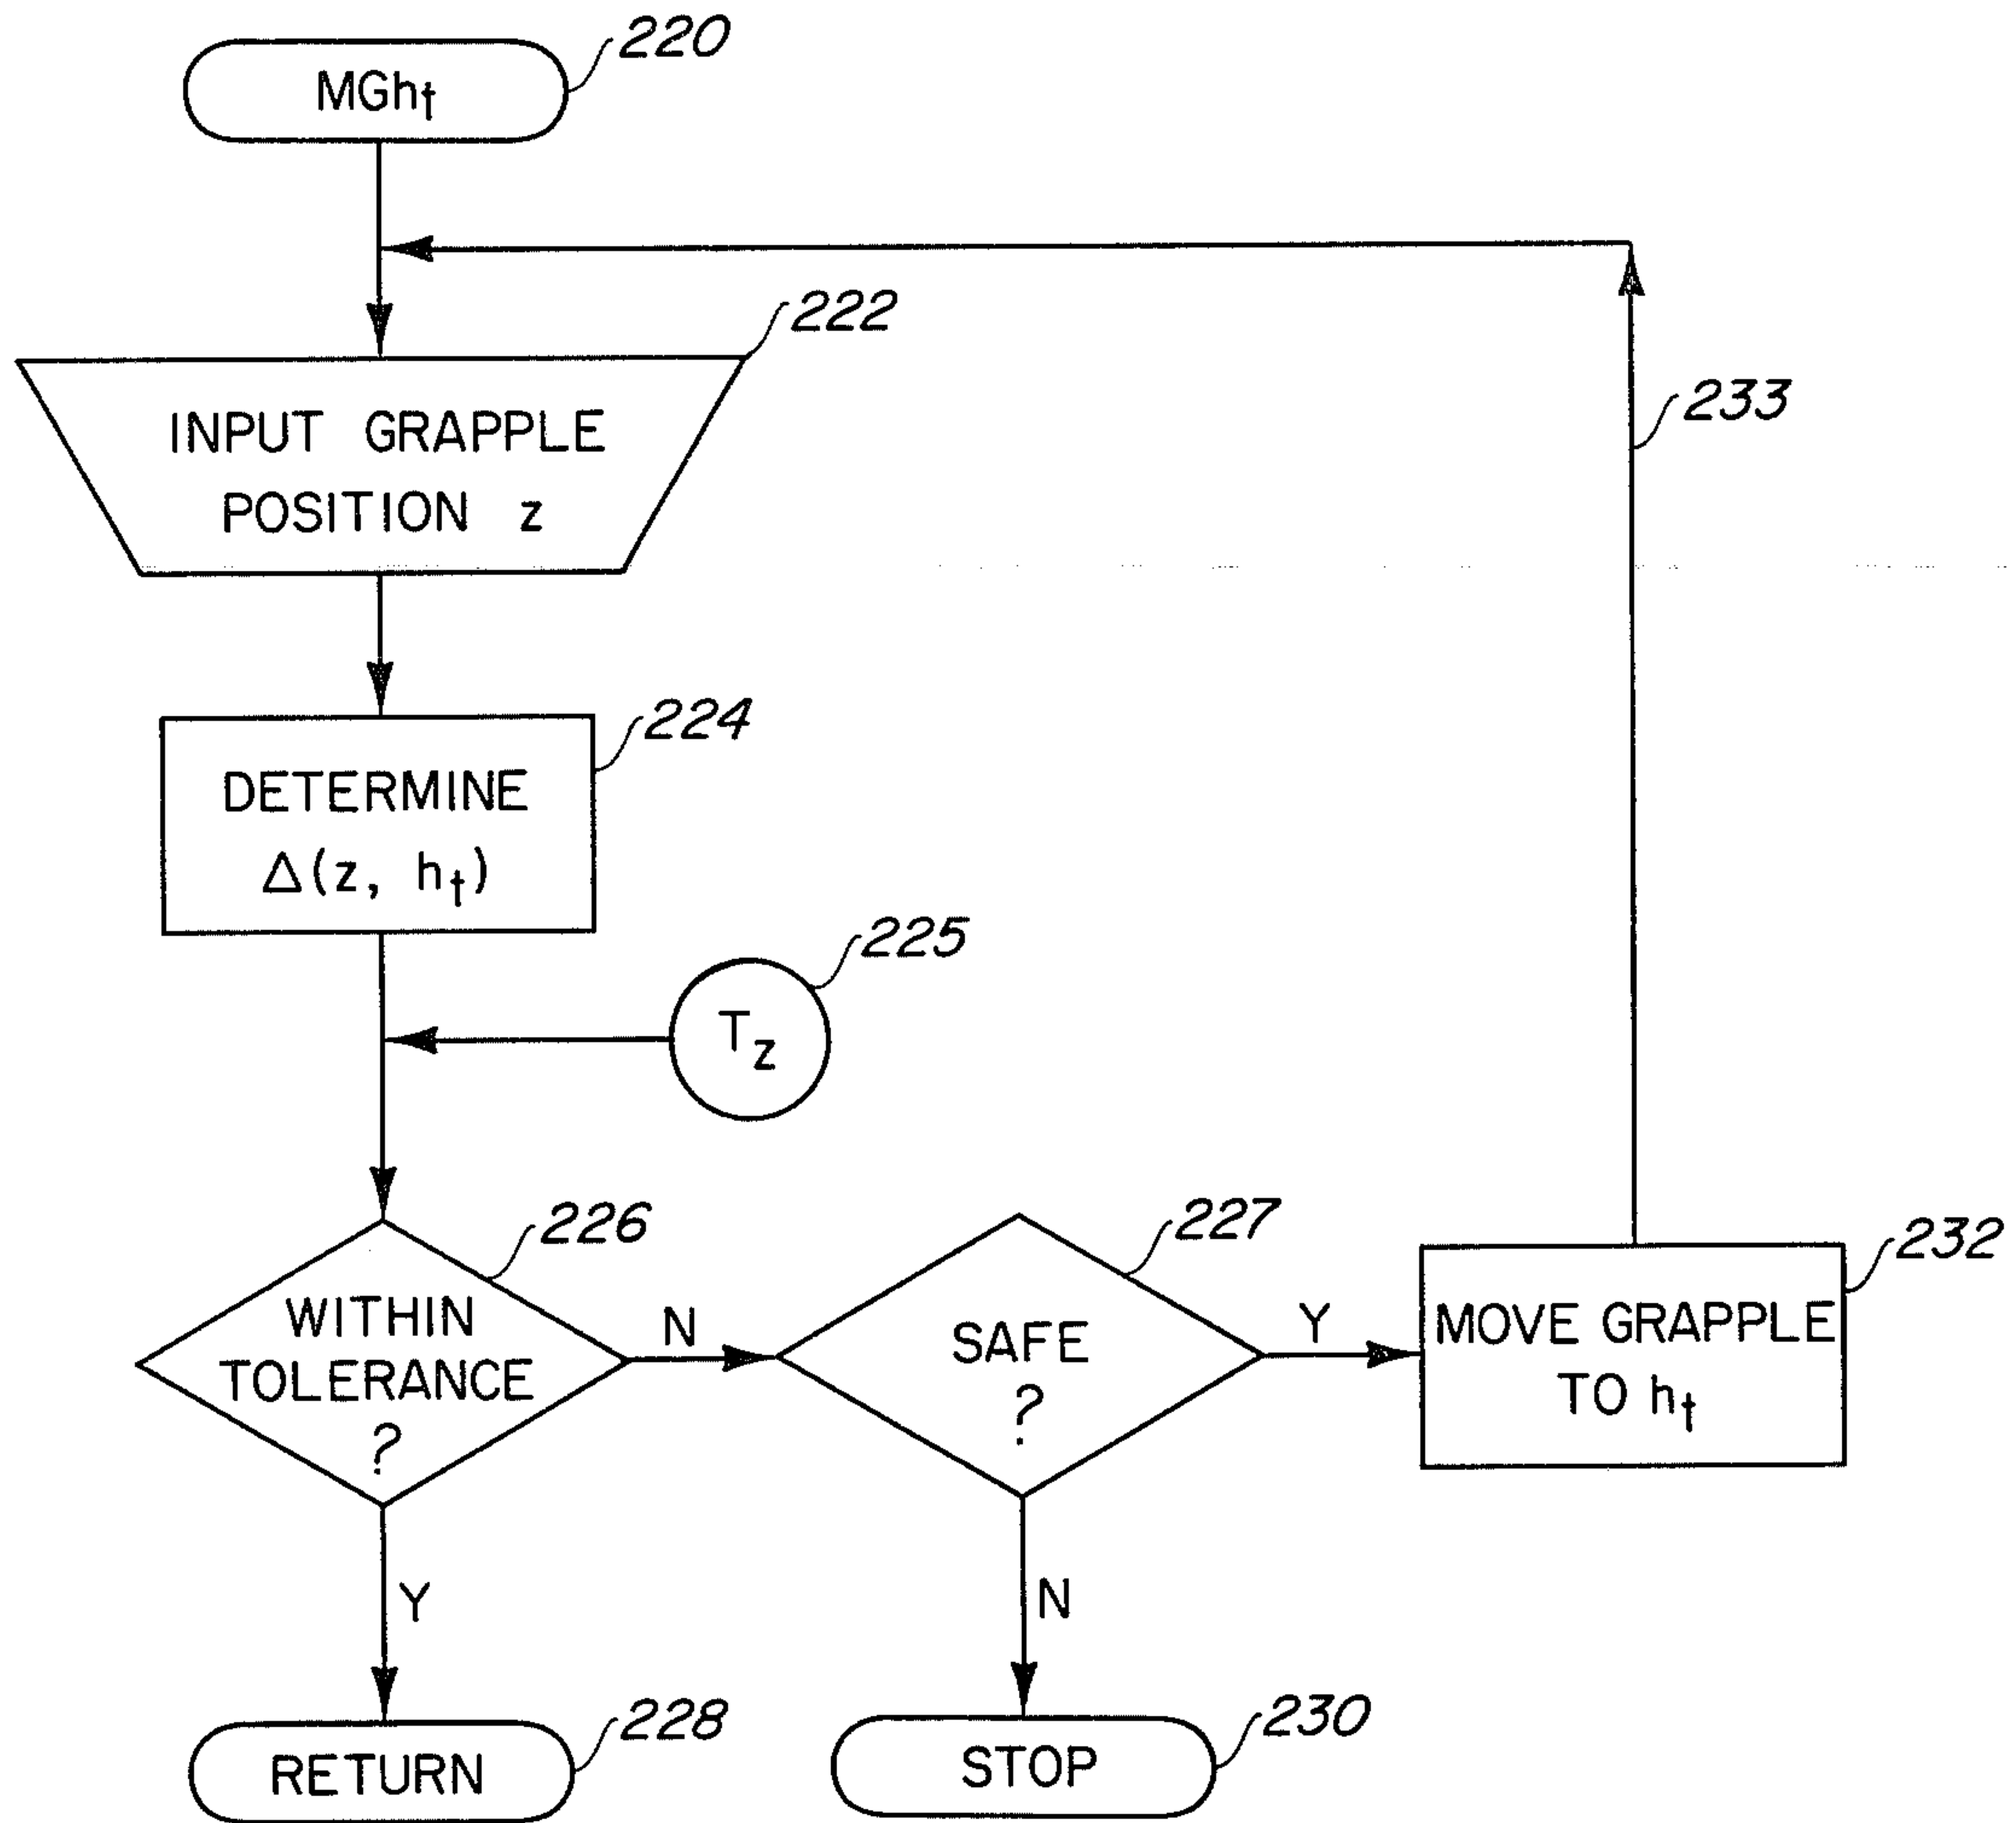 220
MGht
222
INPUT GRAPPLE
POSITION z
233
224
DETERMINE
Δ(z, ht)
225
Tz
226
WITHIN
TOLERANCE
?
N
227
SAFE
?
Y
232
MOVE GRAPPLE
TO ht
Y
N
228
RETURN
230
STOP